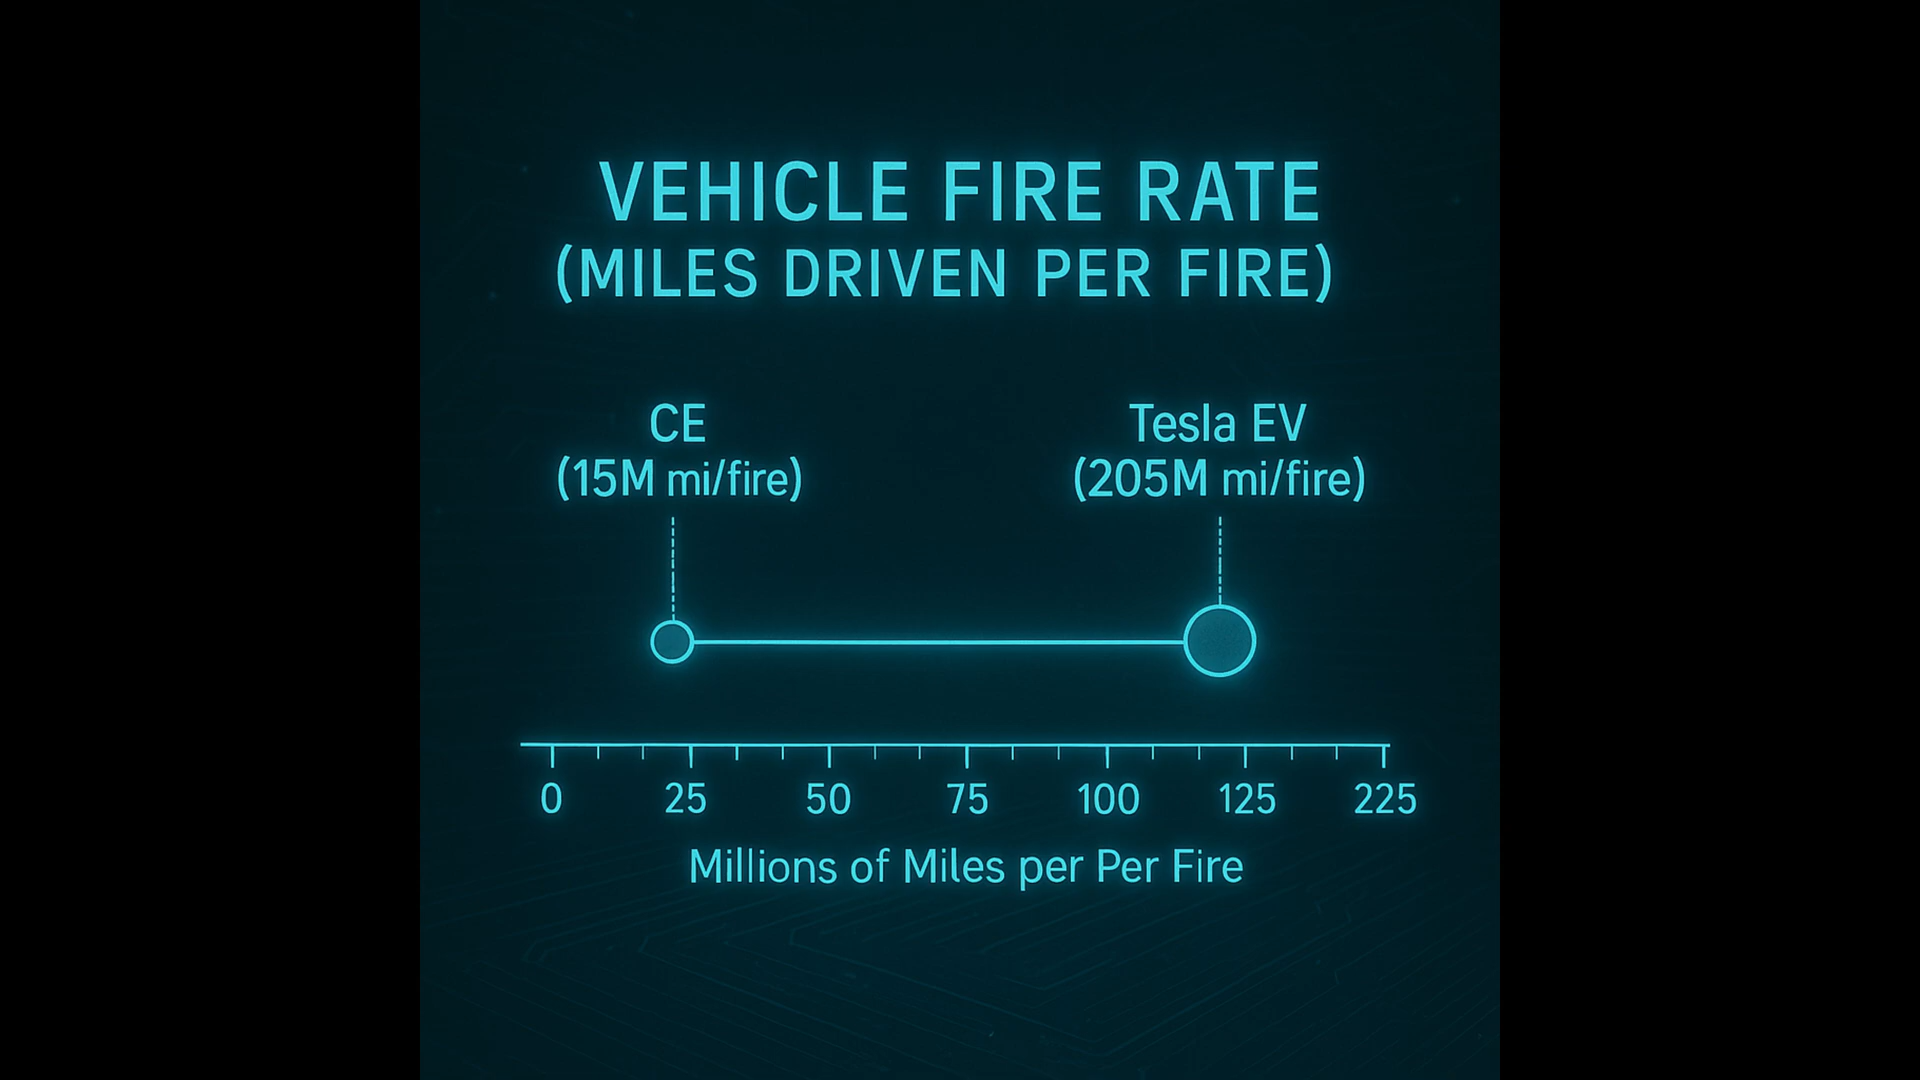 VEHICLE FIRE RATE
(MILES DRIVEN PER FIRE)
CE
(15M mi/fire)
Tesla EV
(205M mi/fire)
0 25 50 75 100 125 225
Millions of Miles per Per Fire